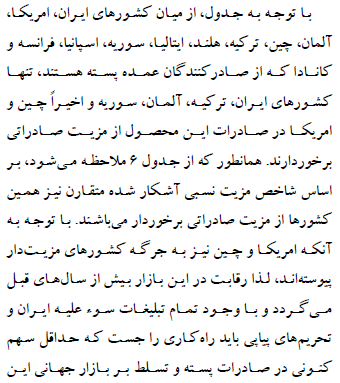 با توجه به جدول، از میان کشورهای ایران، امریکا،
آلمان، چین، ترکیه، هلند، ایتالیا، سوریه، اسپانیا، فرانسه و
کانادا که از صادرکنندگان عمده پسته هستند، تنها
کشورهای ایران، ترکیه، آلمان، سوریه و اخیراً چین و
امریکا در صادرات این محصول از مزیت صادراتی
برخوردارند. همانطور که از جدول ۶ ملاحظه می‌شود، بر
اساس شاخص مزیت نسبی آشکار شده متقارن نیز همین
کشورها از مزیت صادراتی برخوردار می‌باشند. با توجه به
آنکه امریکا و چین نیز به جرگه کشورهای مزیت‌دار
پیوسته‌اند، لذا رقابت در این بازار بیش از سال‌های قبل
می‌گردد و با وجود تمام تبلیغات سوء علیه ایران و
تحریم‌های پیاپی باید راه‌کاری را جست که حداقل سهم
کنونی در صادرات پسته و تسلط بر بازار جهانی این